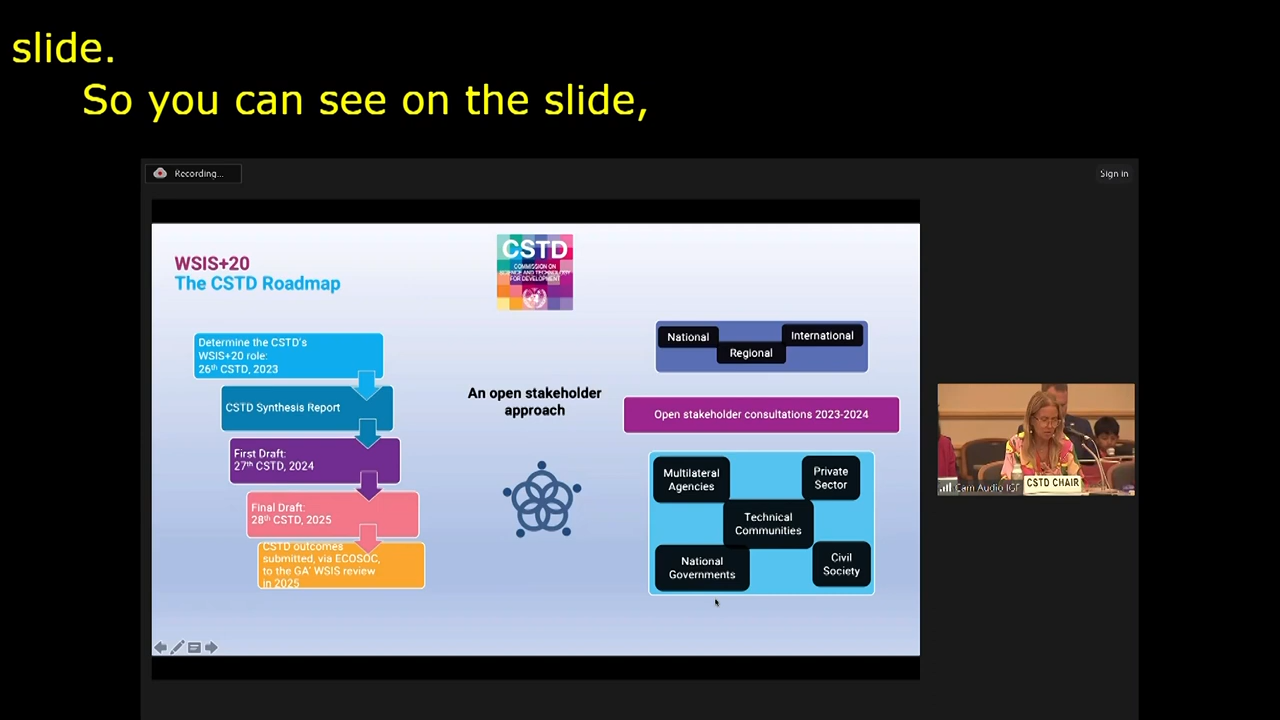 slide.
So you can see on the slide,
Recording...
Sign in
WSIS+20
The CSTD Roadmap
CSTD
COMMISSION ON
SCIENCE AND TECHNOLOGY
FOR DEVELOPMENT
Determine the CSTD's
WSIS+20 role:
26th CSTD, 2023
CSTD Synthesis Report
First Draft:
27th CSTD, 2024
Final Draft:
28th CSTD, 2025
CSTD outcomes
submitted, via ECOSOC,
to the GA' WSIS review
in 2025
An open stakeholder
approach
National
Regional
International
Open stakeholder consultations 2023-2024
Multilateral
Agencies
Private
Sector
Technical
Communities
National
Governments
Civil
Society
Cam Audio IGF
CSTD CHAIR